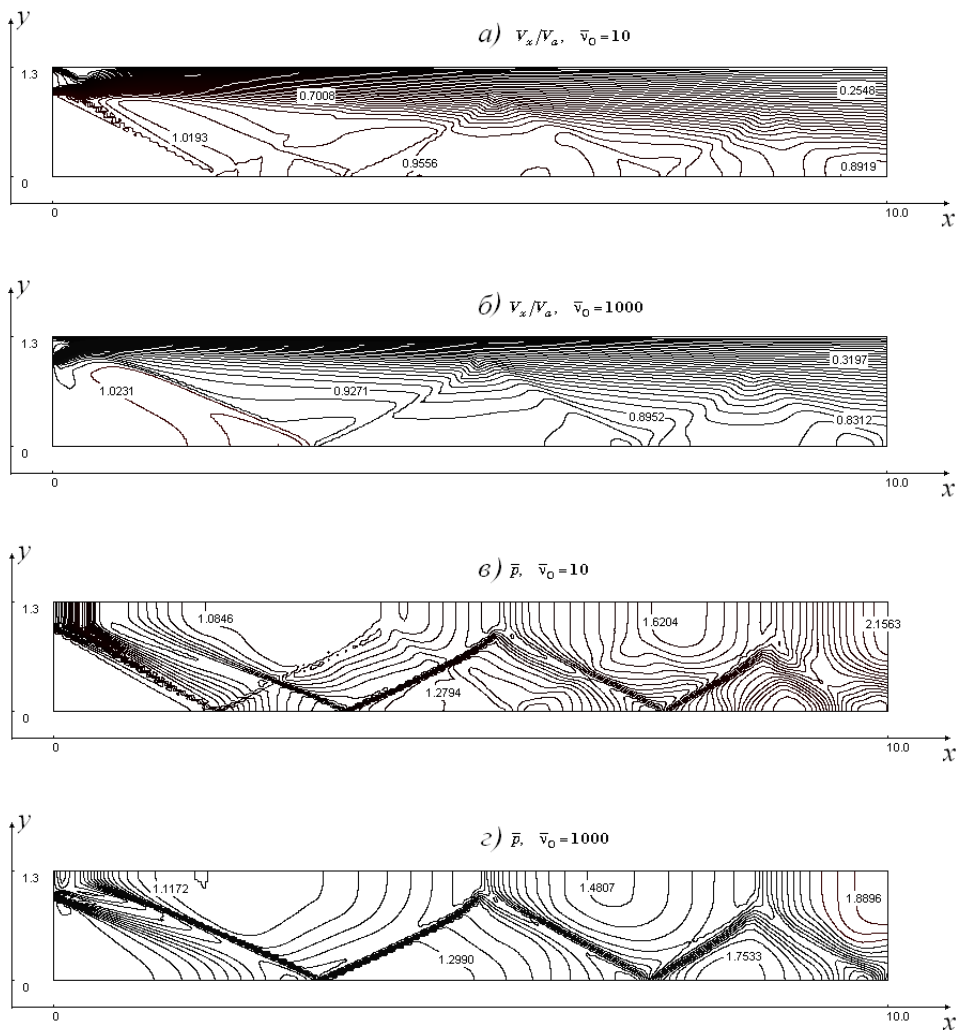 y
а) V_x/V_a, ν̅_0=10
1.3
0.7008
0.2548
1.0193
0.9556
0.8919
0
0
10.0
x
y
б) V_x/V_a, ν̅_0=1000
1.3
0.3197
1.0231
0.9271
0.8952
0.8312
0
0
10.0
x
y
в) p̅, ν̅_0=10
1.3
1.0846
1.6204
2.1563
1.2794
0
0
10.0
x
y
г) p̅, ν̅_0=1000
1.3
1.1172
1.4807
1.8896
1.2990
1.7533
0
0
10.0
x